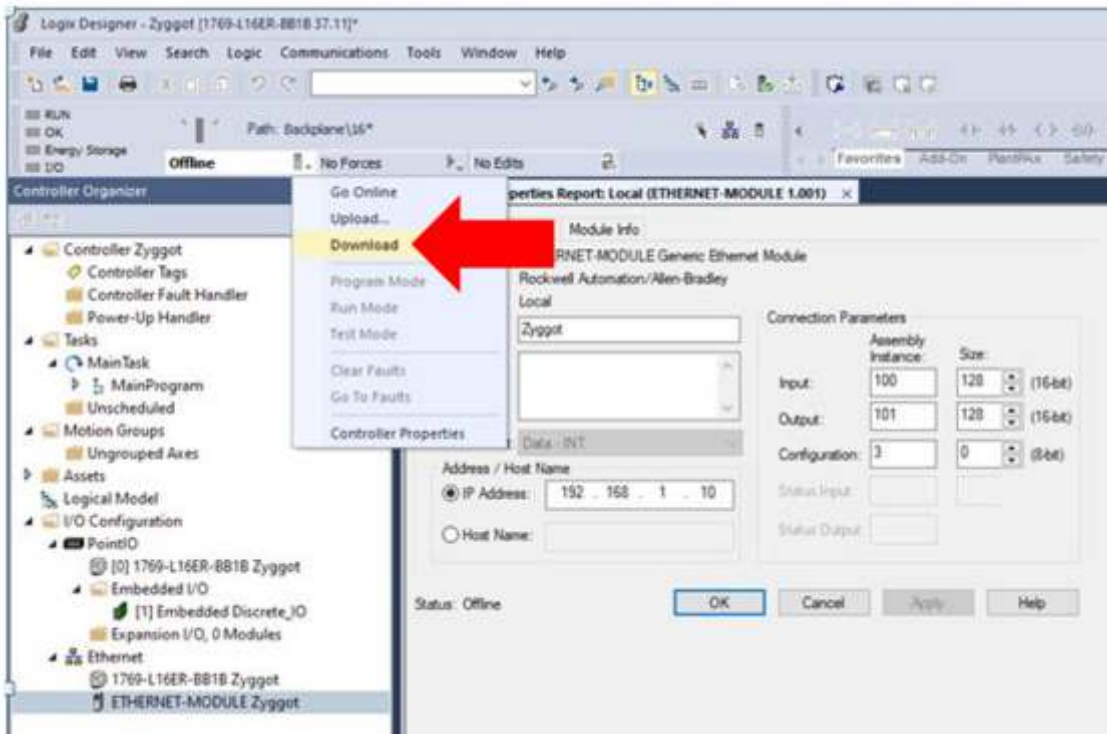 Logix Designer - Zyggot [1769-L16ER-BB1B 37.11]*
File Edit View Search Logic Communications Tools Window Help
RUN
OK
Energy Storage
I/O
Path: Backplane\16*
Offline No Forces No Edits
Favorites Add-On PlantPAx Safety
Controller Organizer
Go Online
Upload...
Download
Program Mode
Run Mode
Test Mode
Clear Faults
Go To Faults
Controller Properties
Controller Zyggot
Controller Tags
Controller Fault Handler
Power-Up Handler
Tasks
MainTask
MainProgram
Unscheduled
Motion Groups
Ungrouped Axes
Assets
Logical Model
I/O Configuration
PointIO
[0] 1769-L16ER-BB1B Zyggot
Embedded I/O
[1] Embedded Discrete_IO
Expansion I/O, 0 Modules
Ethernet
1769-L16ER-BB1B Zyggot
ETHERNET-MODULE Zyggot
perties Report: Local (ETHERNET-MODULE 1.001)
Module Info
RNET-MODULE Generic Ethernet Module
Rockwell Automation/Allen-Bradley
Local
Zyggot
Data - INT
Address / Host Name
IP Address: 192 . 168 . 1 . 10
Host Name:
Connection Parameters
Assembly Instance: Size:
Input: 100 128 (16-bit)
Output: 101 128 (16-bit)
Configuration: 3 0 (8-bit)
Status Input:
Status Output:
Status: Offline
OK Cancel Apply Help